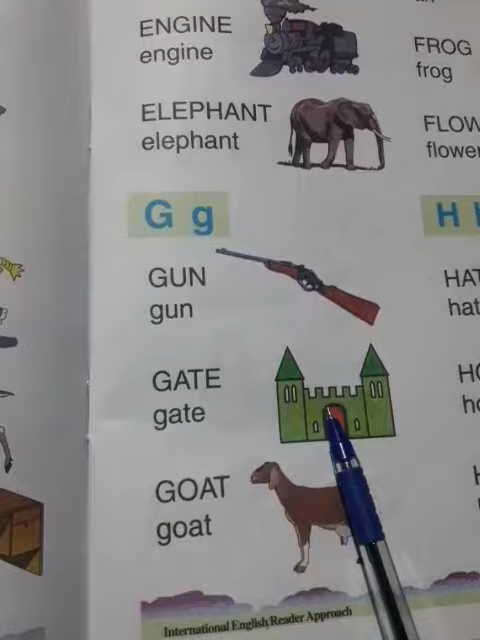 ENGINE
engine
ELEPHANT
elephant
G g
GUN
gun
GATE
gate
GOAT
goat
FROG
frog
International English Reader Approach